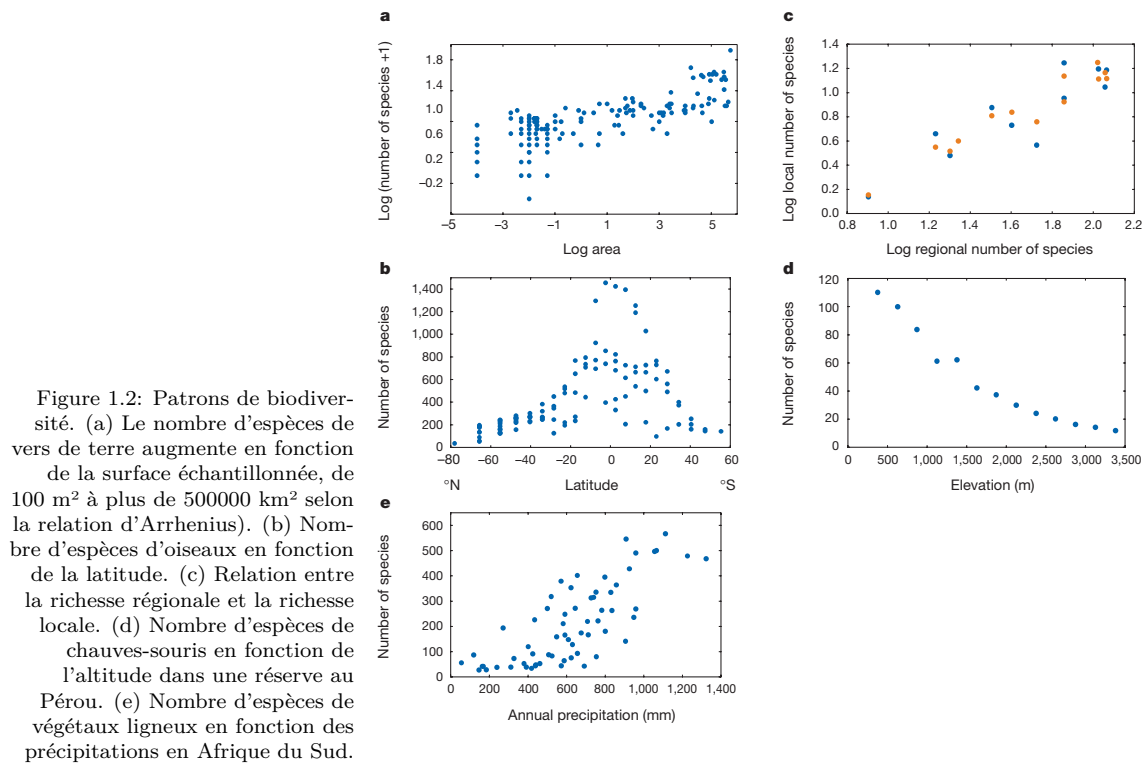 a
Log (number of species +1)
1.8
1.4
1.0
0.6
0.2
−0.2
−5
−3
−1
1
3
5
Log area
c
Log local number of species
1.4
1.2
1.0
0.8
0.6
0.4
0.2
0.0
0.8
1.0
1.2
1.4
1.6
1.8
2.0
2.2
Log regional number of species
b
Number of species
1,400
1,200
1,000
800
600
400
200
0
−80
−60
−40
−20
0
20
40
60
°N
Latitude
°S
d
Number of species
120
100
80
60
40
20
0
0
500
1,000
1,500
2,000
2,500
3,000
3,500
Elevation (m)
e
Number of species
600
500
400
300
200
100
0
0
200
400
600
800
1,000
1,200
1,400
Annual precipitation (mm)
Figure 1.2: Patrons de biodiver-
sité. (a) Le nombre d'espèces de
vers de terre augmente en fonction
de la surface échantillonnée, de
100 m² à plus de 500000 km² selon
la relation d'Arrhenius). (b) Nom-
bre d'espèces d'oiseaux en fonction
de la latitude. (c) Relation entre
la richesse régionale et la richesse
locale. (d) Nombre d'espèces de
chauves-souris en fonction de
l'altitude dans une réserve au
Pérou. (e) Nombre d'espèces de
végétaux ligneux en fonction des
précipitations en Afrique du Sud.